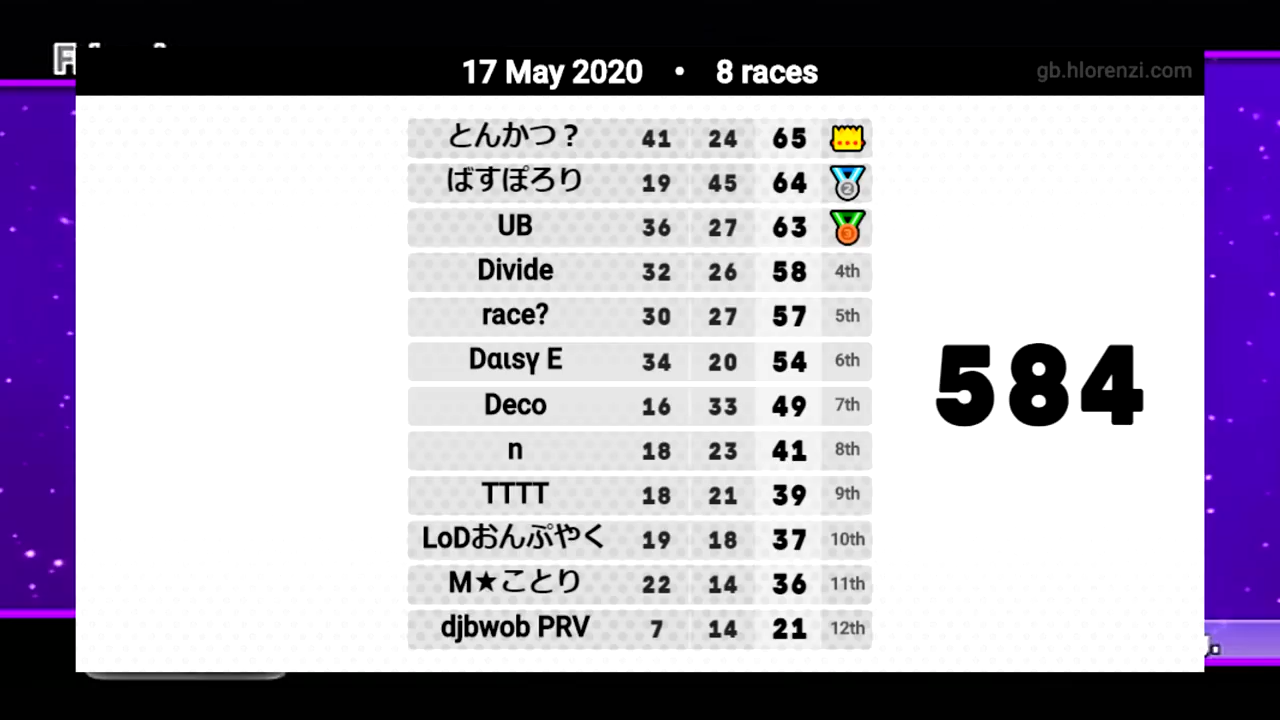 17 May 2020 • 8 races gb.hlorenzi.com
とんかつ？ 41 24 65
ばすぽろり 19 45 64 2
UB 36 27 63 3
Divide 32 26 58 4th
race? 30 27 57 5th
Dαιsγ E 34 20 54 6th
584
Deco 16 33 49 7th
n 18 23 41 8th
TTTT 18 21 39 9th
LoDおんぷやく 19 18 37 10th
M★ことり 22 14 36 11th
djbwob PRV 7 14 21 12th